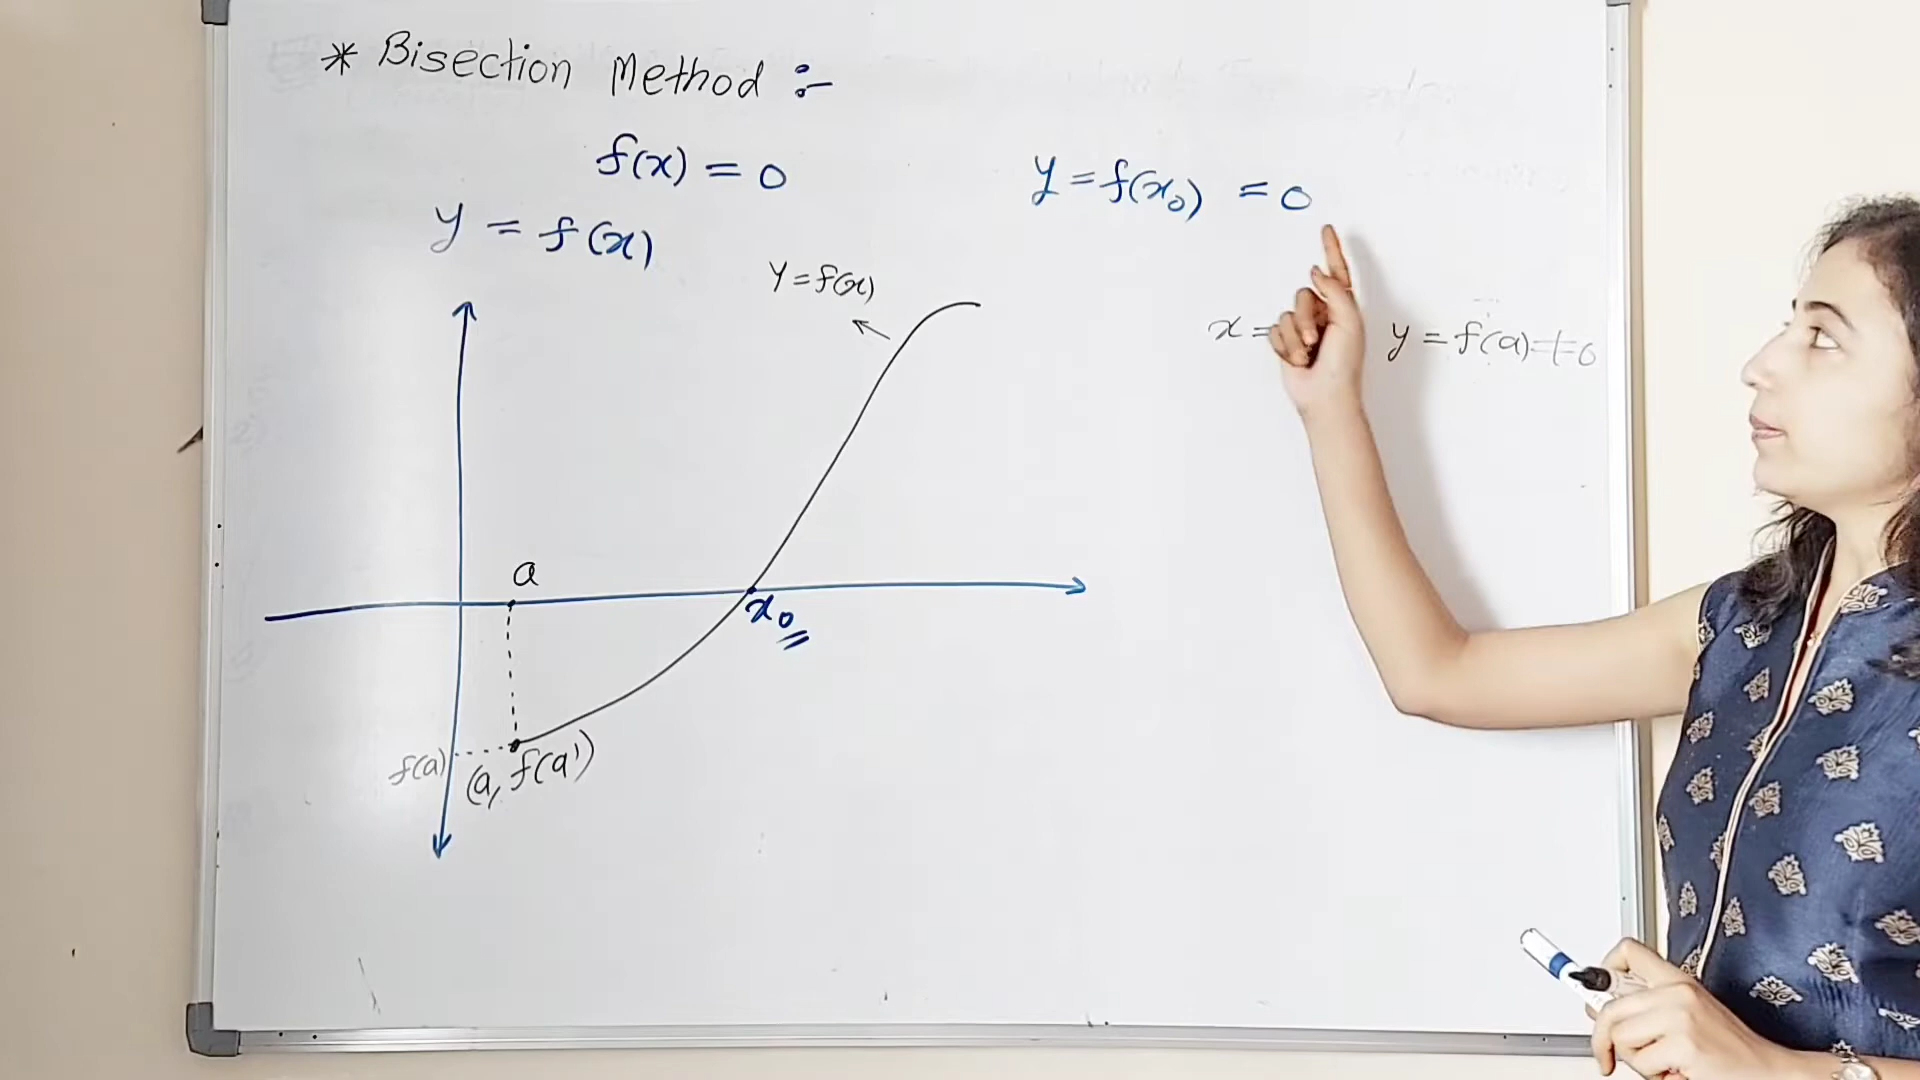 * Bisection Method :-
f(x) = 0
y = f(x₀) = 0
y = f(x)
Y = f(x)
x = y = f(a) ≠ 0
a
x₀
f(a)
(a, f(a))